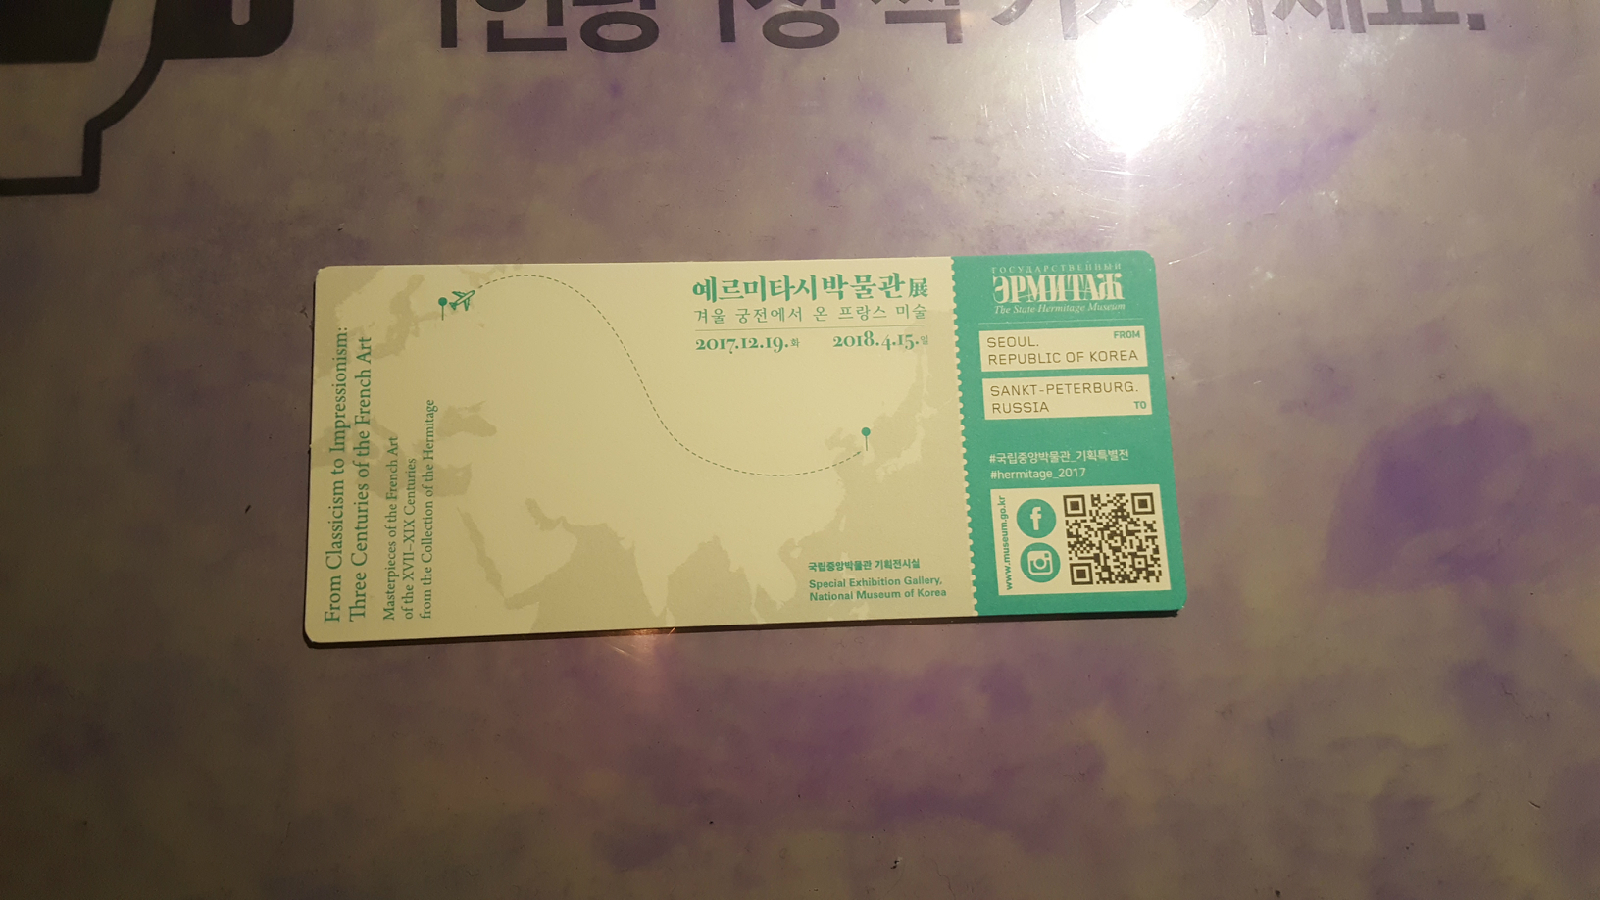 예르미타시박물관展
겨울 궁전에서 온 프랑스 미술
2017.12.19.화 2018.4.15.일
From Classicism to Impressionism:
Three Centuries of the French Art
Masterpieces of the French Art
of the XVII–XIX Centuries
from the Collection of the Hermitage
국립중앙박물관 기획전시실
Special Exhibition Gallery,
National Museum of Korea
ГОСУДАРСТВЕННЫЙ
ЭРМИТАЖ
The State Hermitage Museum
FROM
SEOUL.
REPUBLIC OF KOREA
SANKT-PETERBURG.
RUSSIA
TO
#국립중앙박물관_기획특별전
#hermitage_2017
www.museum.go.kr